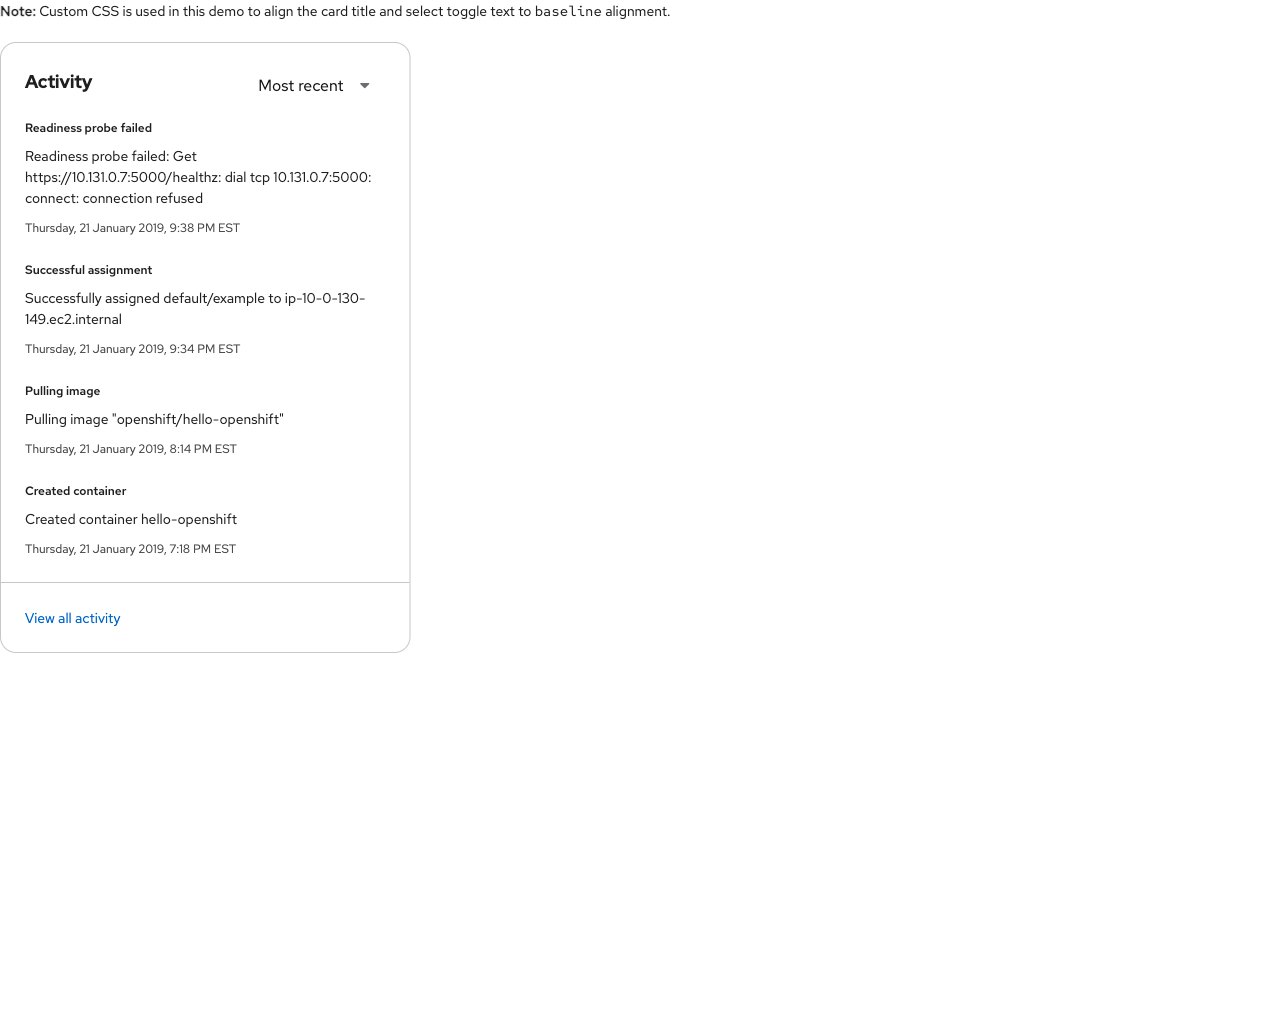 Note: Custom CSS is used in this demo to align the card title and select toggle text to baseline alignment.
Activity
Most recent
Readiness probe failed
Readiness probe failed: Get
https://10.131.0.7:5000/healthz: dial tcp 10.131.0.7:5000:
connect: connection refused
Thursday, 21 January 2019, 9:38 PM EST
Successful assignment
Successfully assigned default/example to ip-10-0-130-
149.ec2.internal
Thursday, 21 January 2019, 9:34 PM EST
Pulling image
Pulling image "openshift/hello-openshift"
Thursday, 21 January 2019, 8:14 PM EST
Created container
Created container hello-openshift
Thursday, 21 January 2019, 7:18 PM EST
View all activity